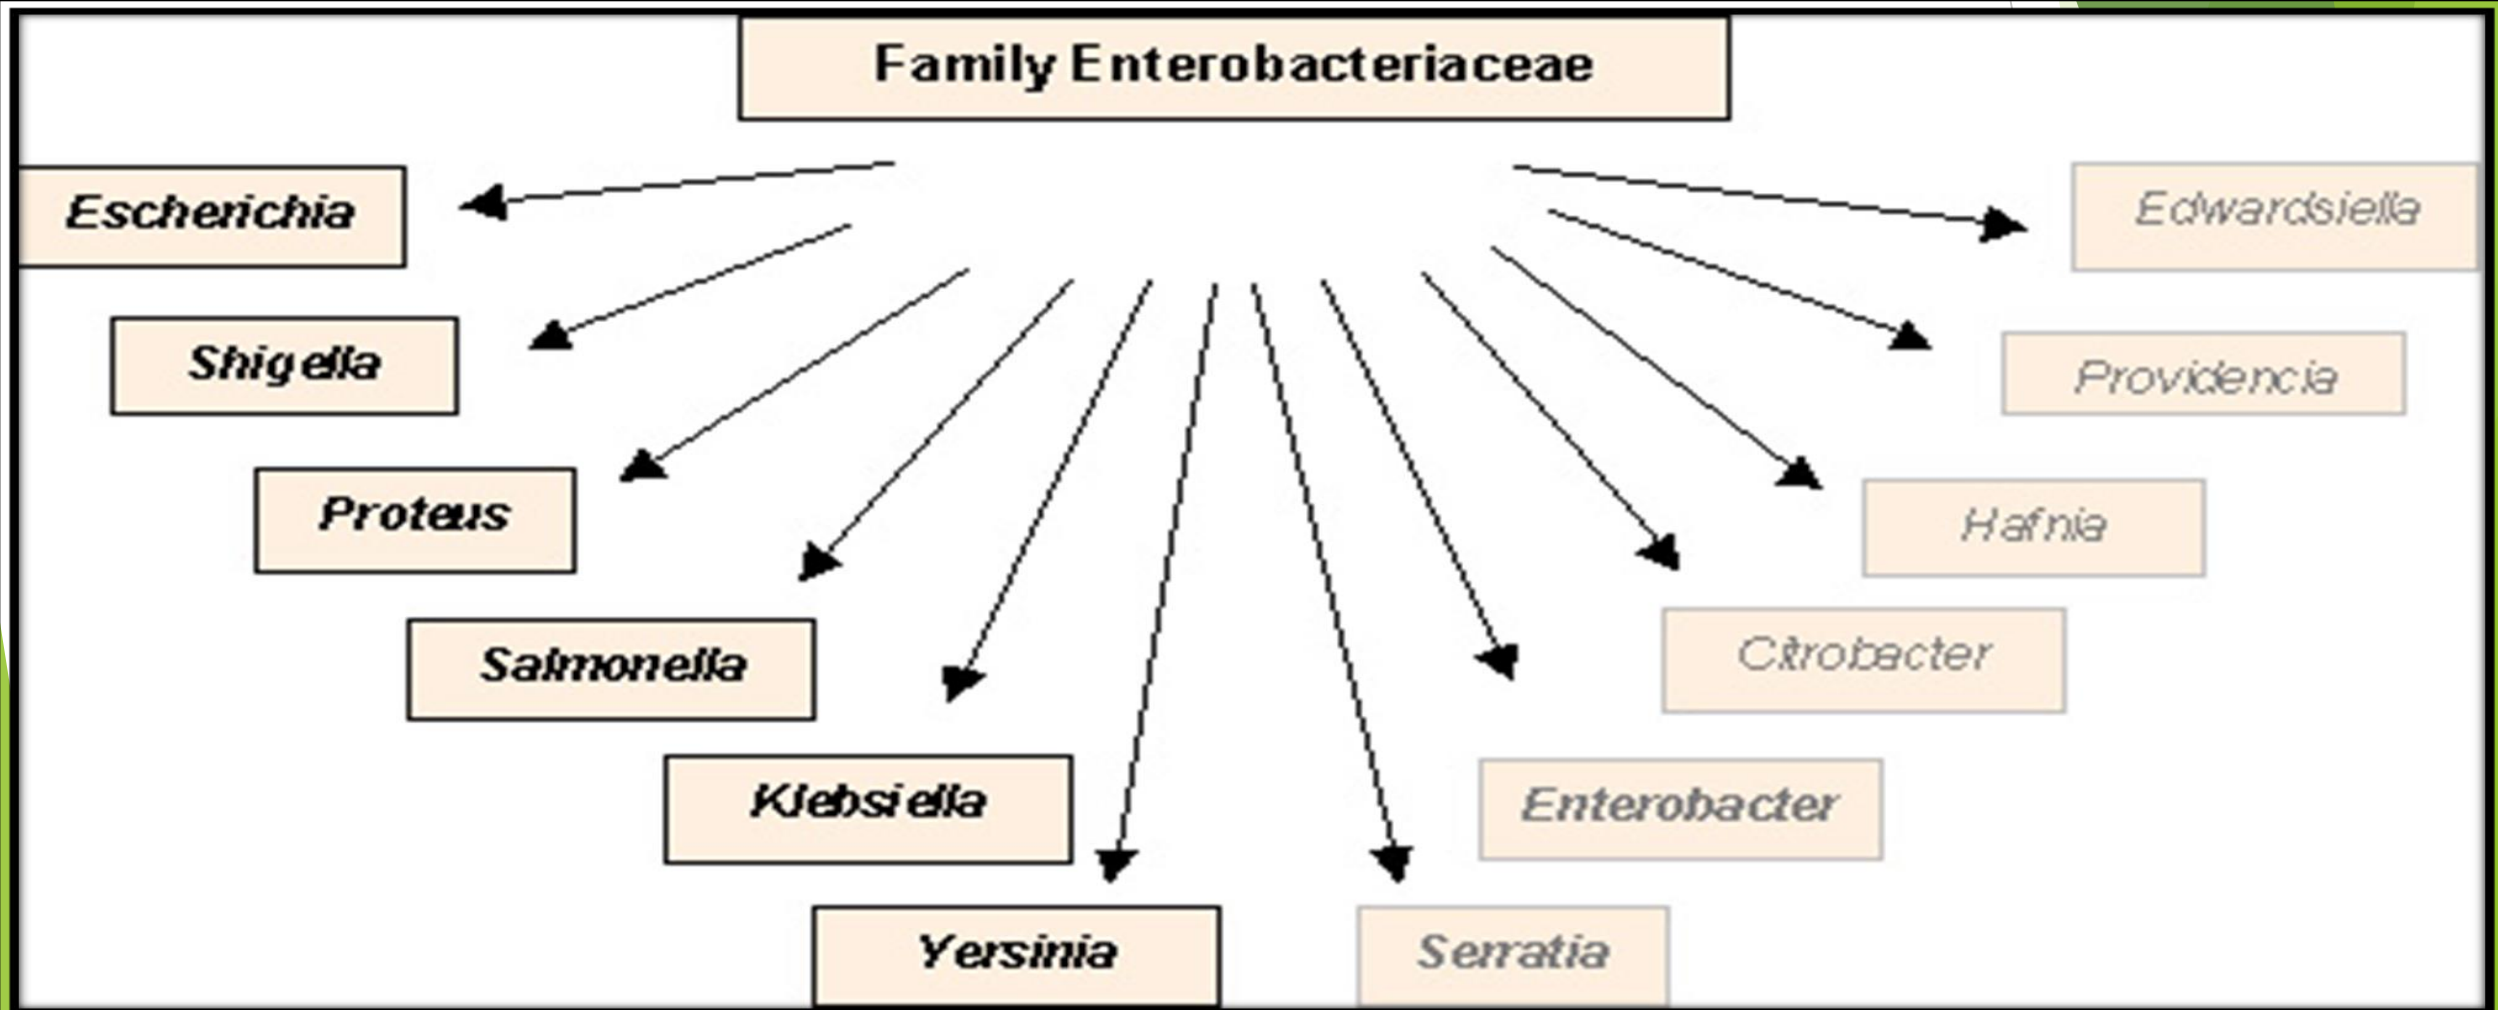 Family Enterobacteriaceae
Escherichia
Edwardsiella
Shigella
Providencia
Proteus
Hafnia
Salmonella
Citrobacter
Klebsiella
Enterobacter
Yersinia
Serratia